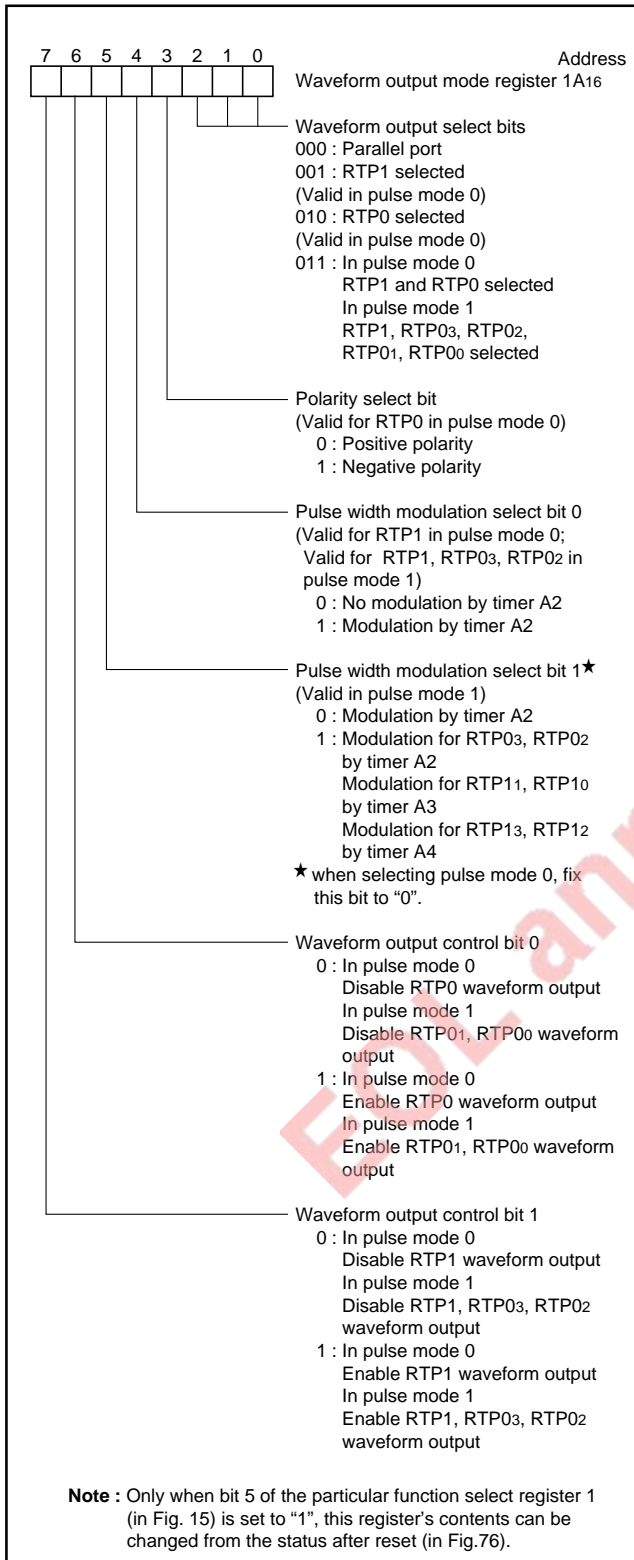 7 6 5 4 3 2 1 0
Address
Waveform output mode register 1A16
Waveform output select bits
000 : Parallel port
001 : RTP1 selected
(Valid in pulse mode 0)
010 : RTP0 selected
(Valid in pulse mode 0)
011 : In pulse mode 0
RTP1 and RTP0 selected
In pulse mode 1
RTP1, RTP03, RTP02,
RTP01, RTP00 selected
Polarity select bit
(Valid for RTP0 in pulse mode 0)
0 : Positive polarity
1 : Negative polarity
Pulse width modulation select bit 0
(Valid for RTP1 in pulse mode 0;
Valid for RTP1, RTP03, RTP02 in
pulse mode 1)
0 : No modulation by timer A2
1 : Modulation by timer A2
Pulse width modulation select bit 1★
(Valid in pulse mode 1)
0 : Modulation by timer A2
1 : Modulation for RTP03, RTP02
by timer A2
Modulation for RTP11, RTP10
by timer A3
Modulation for RTP13, RTP12
by timer A4
★ when selecting pulse mode 0, fix
this bit to “0”.
Waveform output control bit 0
0 : In pulse mode 0
Disable RTP0 waveform output
In pulse mode 1
Disable RTP01, RTP00 waveform
output
1 : In pulse mode 0
Enable RTP0 waveform output
In pulse mode 1
Enable RTP01, RTP00 waveform
output
Waveform output control bit 1
0 : In pulse mode 0
Disable RTP1 waveform output
In pulse mode 1
Disable RTP1, RTP03, RTP02
waveform output
1 : In pulse mode 0
Enable RTP1 waveform output
In pulse mode 1
Enable RTP1, RTP03, RTP02
waveform output
Note : Only when bit 5 of the particular function select register 1
(in Fig. 15) is set to “1”, this register’s contents can be
changed from the status after reset (in Fig.76).
EOL